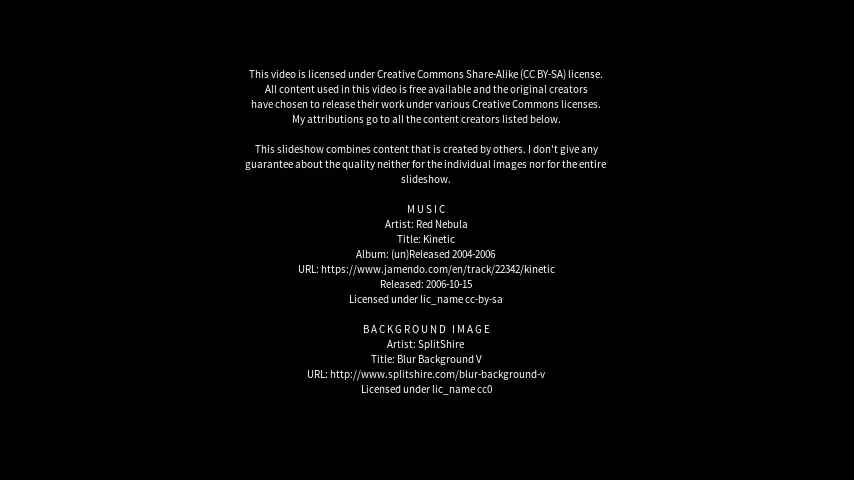 This video is licensed under Creative Commons Share-Alike (CC BY-SA) license.
All content used in this video is free available and the original creators
have chosen to release their work under various Creative Commons licenses.
My attributions go to all the content creators listed below.
This slideshow combines content that is created by others. I don't give any
guarantee about the quality neither for the individual images nor for the entire
slideshow.
MUSIC
Artist: Red Nebula
Title: Kinetic
Album: (un)Released 2004-2006
URL: https://www.jamendo.com/en/track/22342/kinetic
Released: 2006-10-15
Licensed under lic_name cc-by-sa
BACKGROUND IMAGE
Artist: SplitShire
Title: Blur Background V
URL: http://www.splitshire.com/blur-background-v
Licensed under lic_name cc0